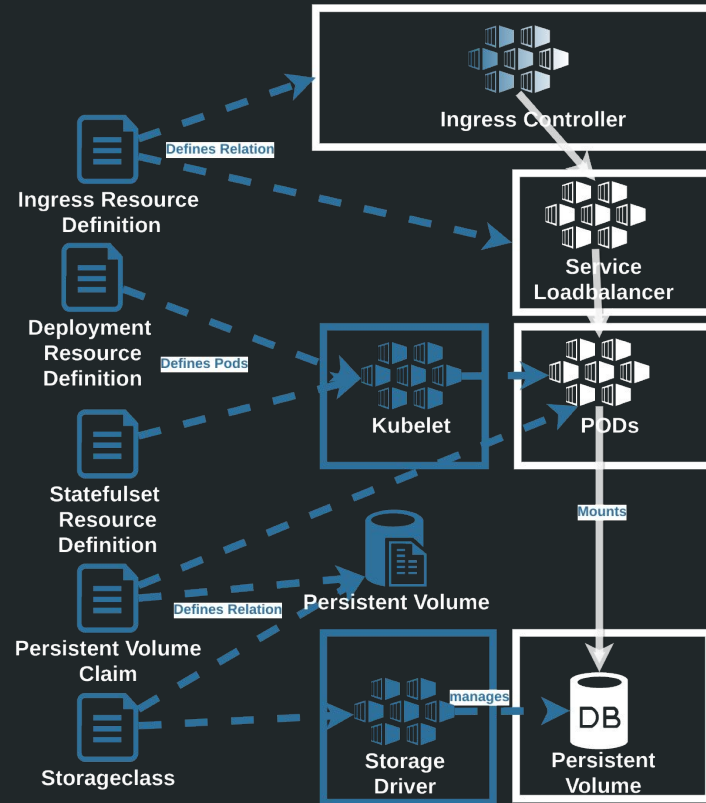 Ingress Controller
Defines Relation
Ingress Resource
Definition
Service
Loadbalancer
Deployment
Resource
Definition
Defines Pods
Kubelet
PODs
Statefulset
Resource
Definition
Mounts
Persistent Volume
Defines Relation
Persistent Volume
Claim
manages
DB
Storageclass
Storage
Driver
Persistent
Volume